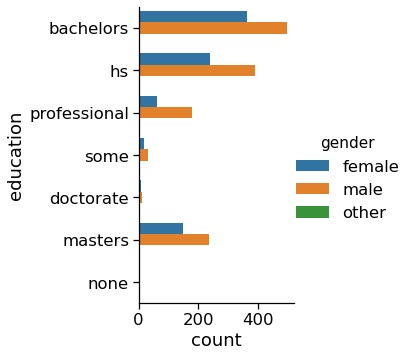 bachelors
hs
professional
some
doctorate
masters
none
education
0 200 400
count
gender
female
male
other